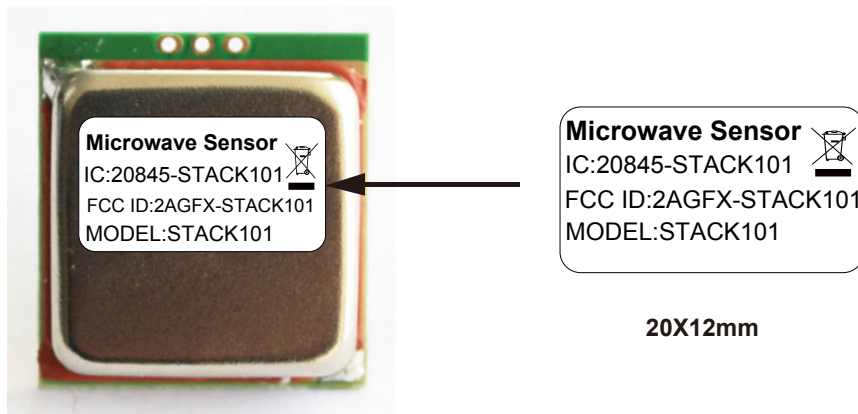 Microwave Sensor
IC:20845-STACK101
FCC ID:2AGFX-STACK101
MODEL:STACK101
Microwave Sensor
IC:20845-STACK101
FCC ID:2AGFX-STACK101
MODEL:STACK101
20X12mm